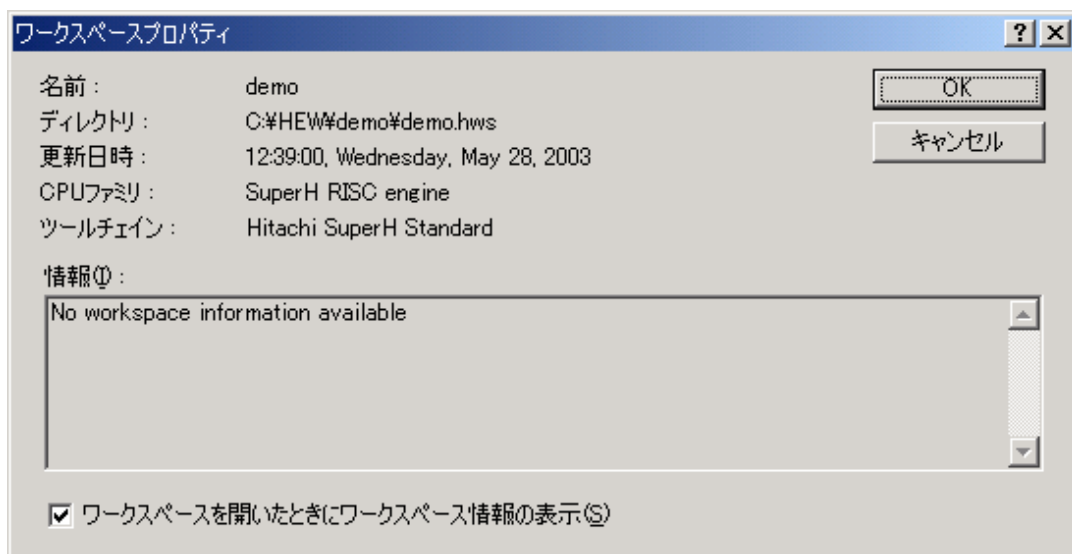 ワークスペースプロパティ
名前： demo
ディレクトリ： C:¥HEW¥demo¥demo.hws
更新日時： 12:39:00, Wednesday, May 28, 2003
CPUファミリ： SuperH RISC engine
ツールチェイン： Hitachi SuperH Standard
OK
キャンセル
情報(I)：
No workspace information available
ワークスペースを開いたときにワークスペース情報の表示(S)